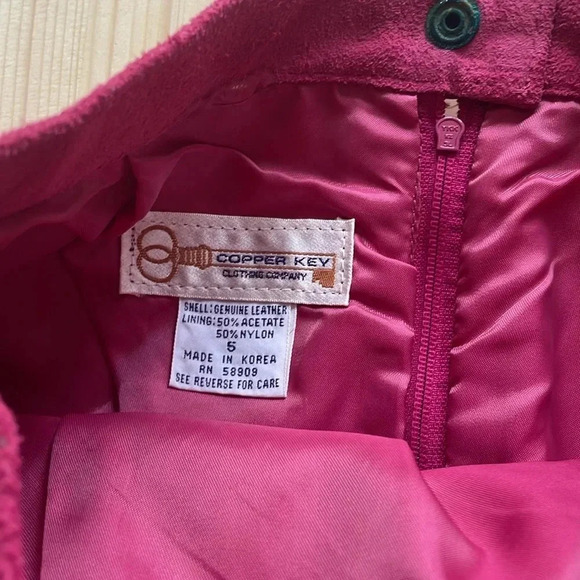 COPPER KEY
CLOTHING COMPANY
SHELL:GENUINE LEATHER
LINING:50% ACETATE
50%NYLON
5
MADE IN KOREA
RN 58909
SEE REVERSE FOR CARE